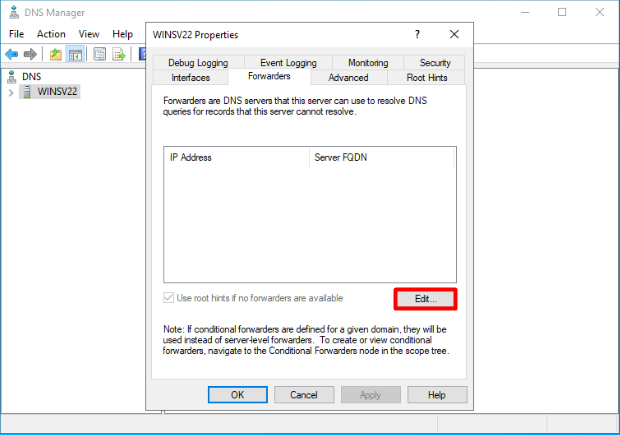 DNS Manager
File Action View Help
DNS
WINSV22
WINSV22 Properties
?
Debug Logging Event Logging Monitoring Security
Interfaces Forwarders Advanced Root Hints
Forwarders are DNS servers that this server can use to resolve DNS
queries for records that this server cannot resolve.
IP Address Server FQDN
Use root hints if no forwarders are available
Edit...
Note: If conditional forwarders are defined for a given domain, they will be
used instead of server-level forwarders. To create or view conditional
forwarders, navigate to the Conditional Forwarders node in the scope tree.
OK Cancel Apply Help